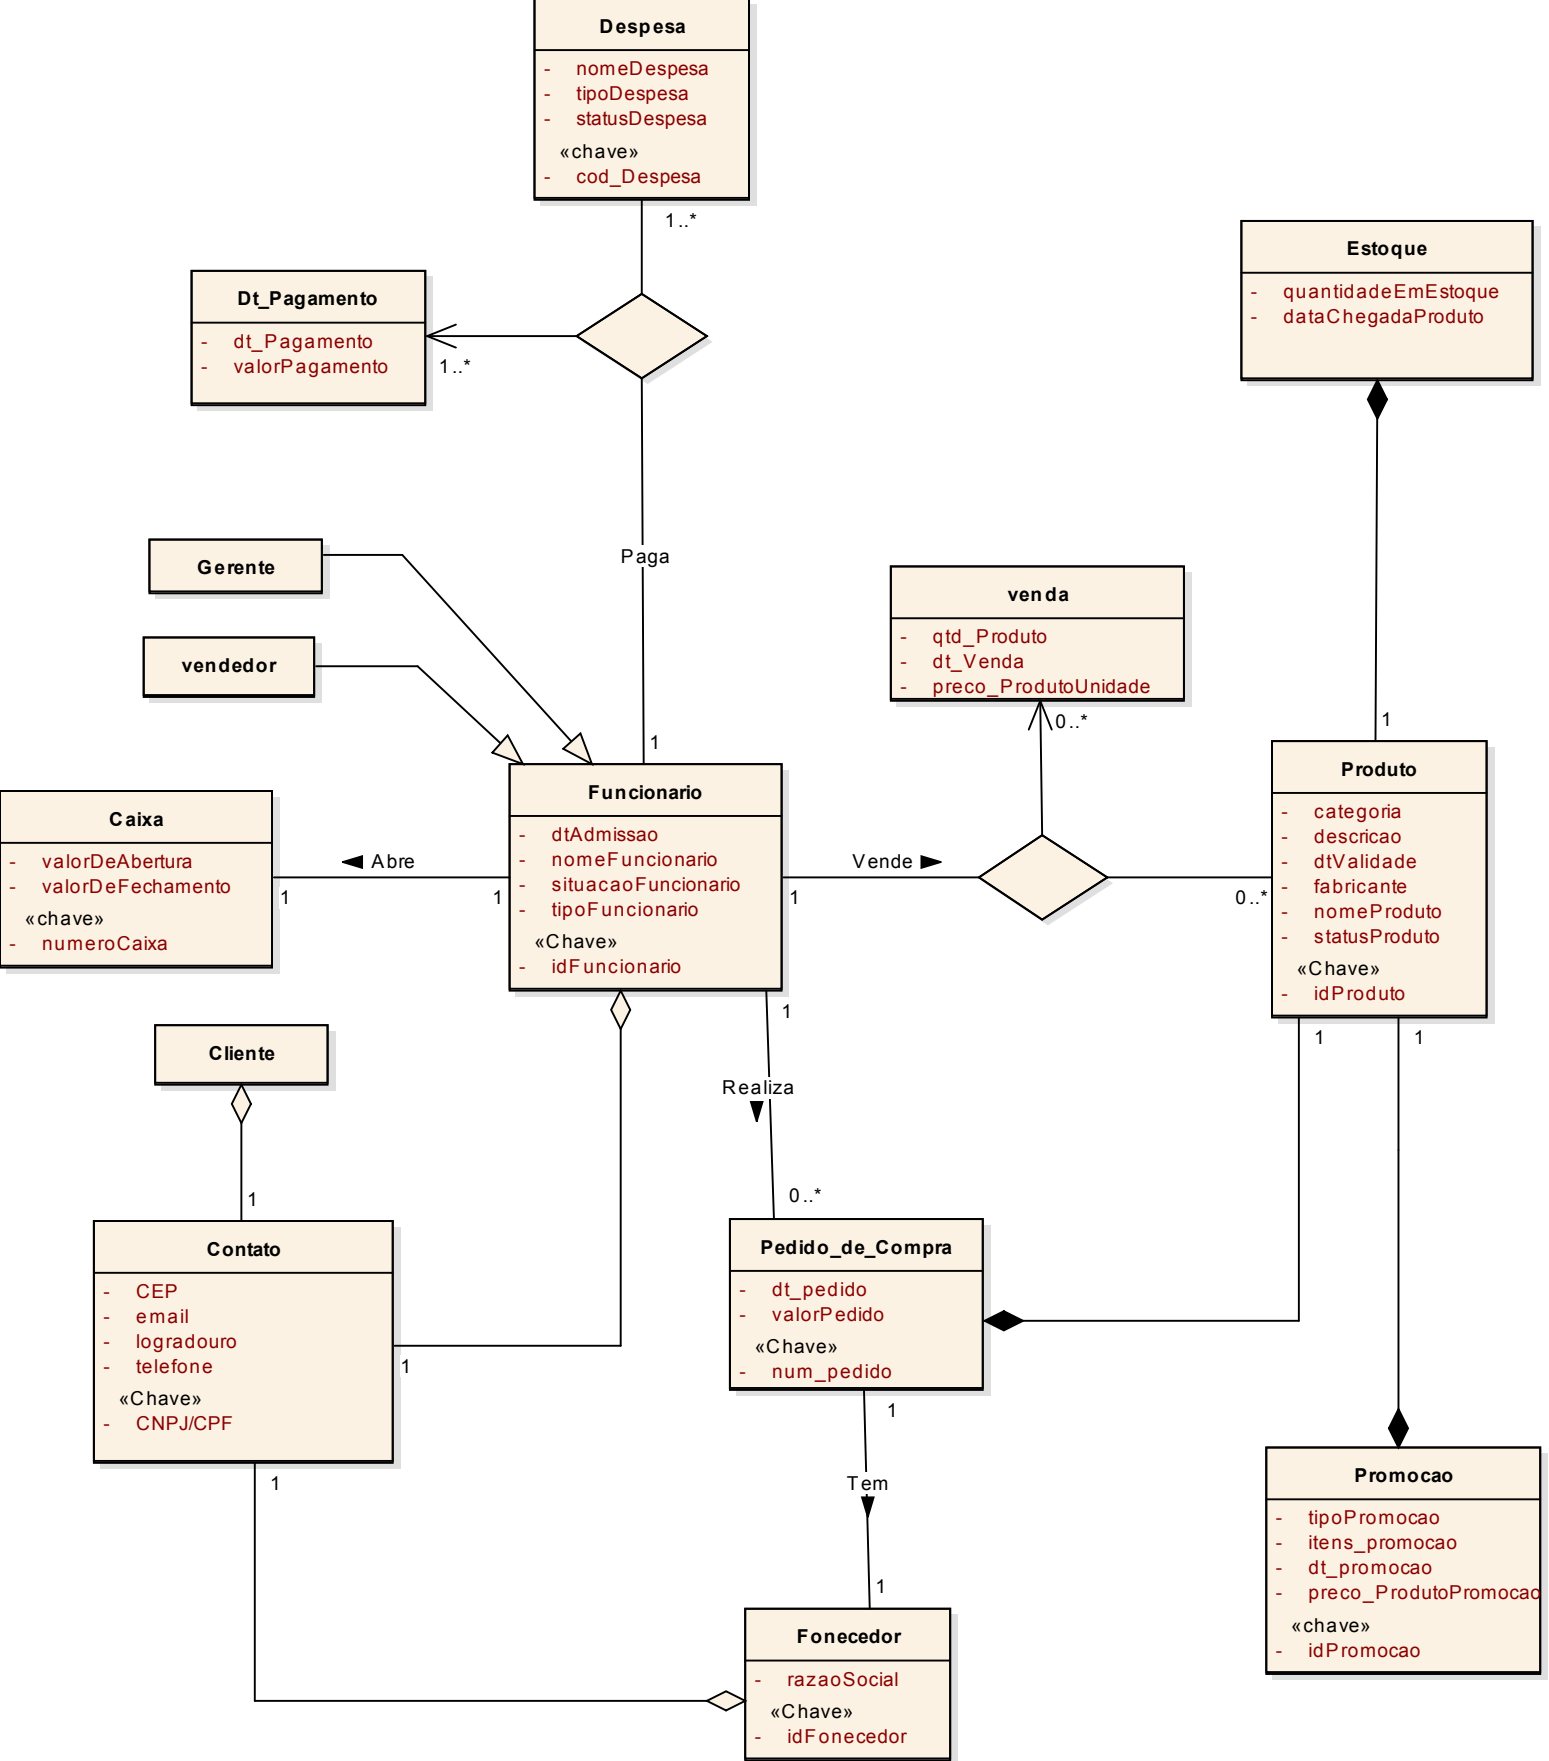 Despesa
- nomeDespesa
- tipoDespesa
- statusDespesa
«chave»
- cod_Despesa
1..*
Dt_Pagamento
- dt_Pagamento
- valorPagamento
1..*
Estoque
- quantidadeEmEstoque
- dataChegadaProduto
Paga
1
Gerente
vendedor
venda
- qtd_Produto
- dt_Venda
- preco_ProdutoUnidade
0..*
1
Caixa
- valorDeAbertura
- valorDeFechamento
«chave»
- numeroCaixa
Abre
1
1
Funcionario
- dtAdmissao
- nomeFuncionario
- situacaoFuncionario
- tipoFuncionario
«Chave»
- idFuncionario
Vende
1
0..*
Produto
- categoria
- descricao
- dtValidade
- fabricante
- nomeProduto
- statusProduto
«Chave»
- idProduto
1
1
1
Cliente
1
Realiza
0..*
Contato
- CEP
- email
- logradouro
- telefone
«Chave»
- CNPJ/CPF
1
1
Pedido_de_Compra
- dt_pedido
- valorPedido
«Chave»
- num_pedido
1
Tem
1
Promocao
- tipoPromocao
- itens_promocao
- dt_promocao
- preco_ProdutoPromocao
«chave»
- idPromocao
Fonecedor
- razaoSocial
«Chave»
- idFonecedor